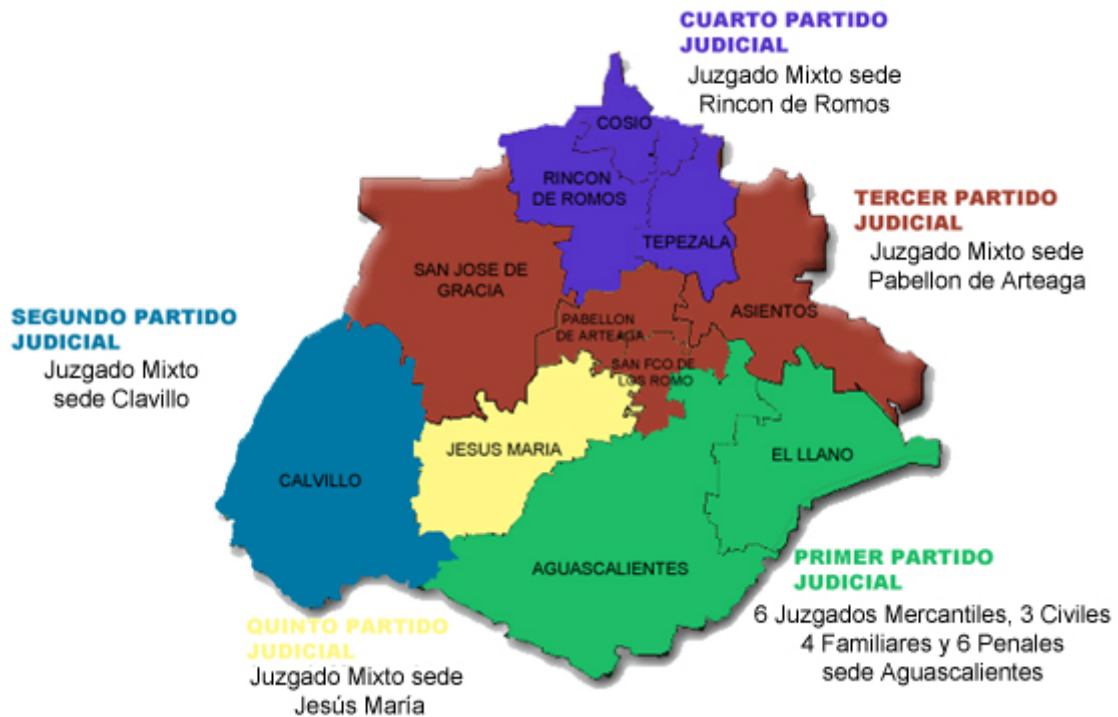 CUARTO PARTIDO
JUDICIAL
Juzgado Mixto sede
Rincon de Romos
COSIO
RINCON
DE ROMOS
TEPEZALA
TERCER PARTIDO
JUDICIAL
Juzgado Mixto sede
Pabellon de Arteaga
SAN JOSE DE
GRACIA
ASIENTOS
PABELLON
DE ARTEAGA
SAN FCO DE
LOS ROMO
SEGUNDO PARTIDO
JUDICIAL
Juzgado Mixto
sede Clavillo
JESUS MARIA
EL LLANO
CALVILLO
AGUASCALIENTES
PRIMER PARTIDO
JUDICIAL
6 Juzgados Mercantiles, 3 Civiles
4 Familiares y 6 Penales
sede Aguascalientes
QUINTO PARTIDO
JUDICIAL
Juzgado Mixto sede
Jesús María